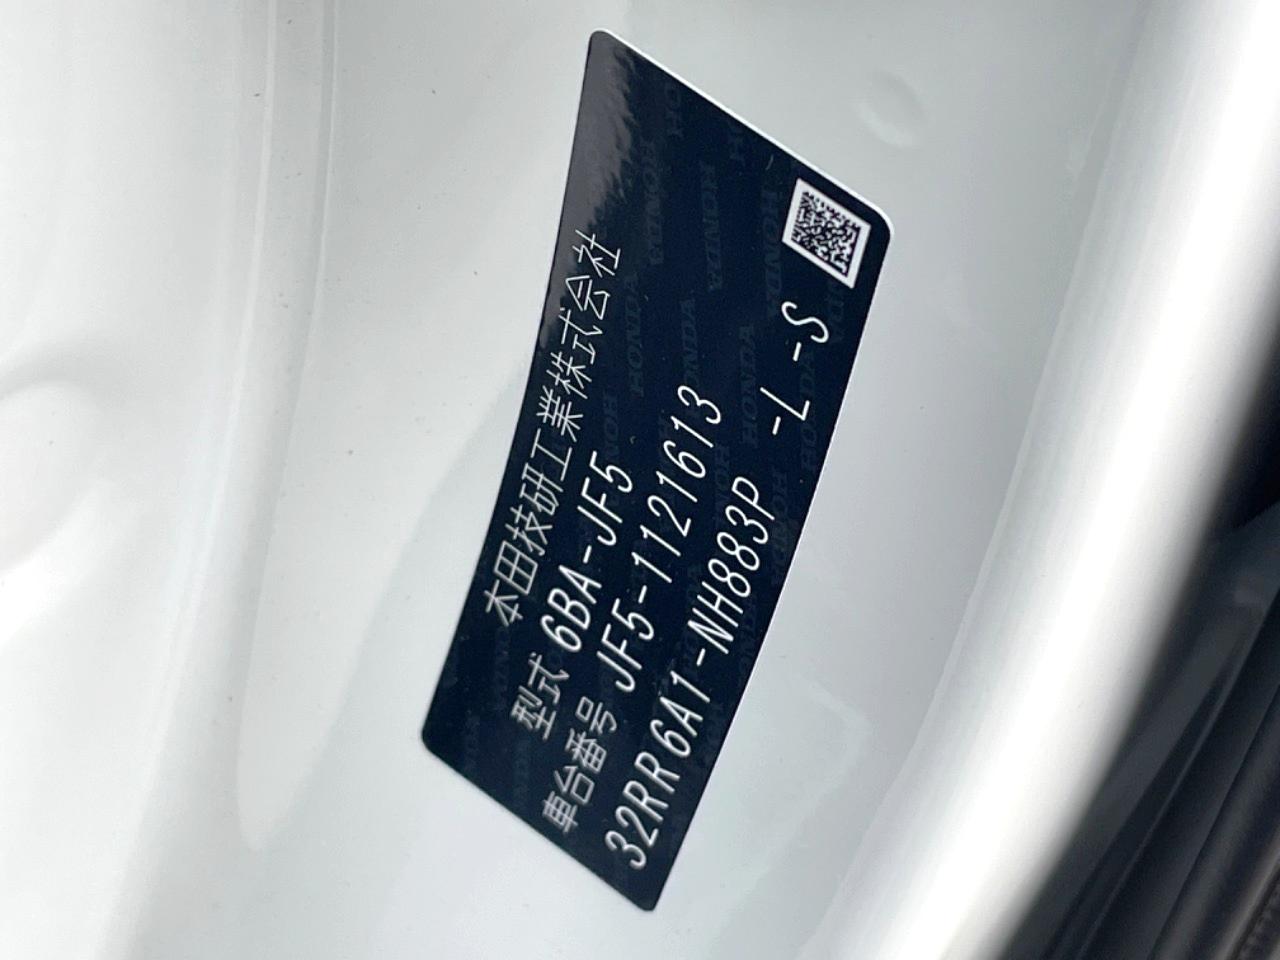 本田技研工業株式会社
型式 6BA-JF5
車台番号 JF5-1121613
32RR6A1-NH883P -L -S